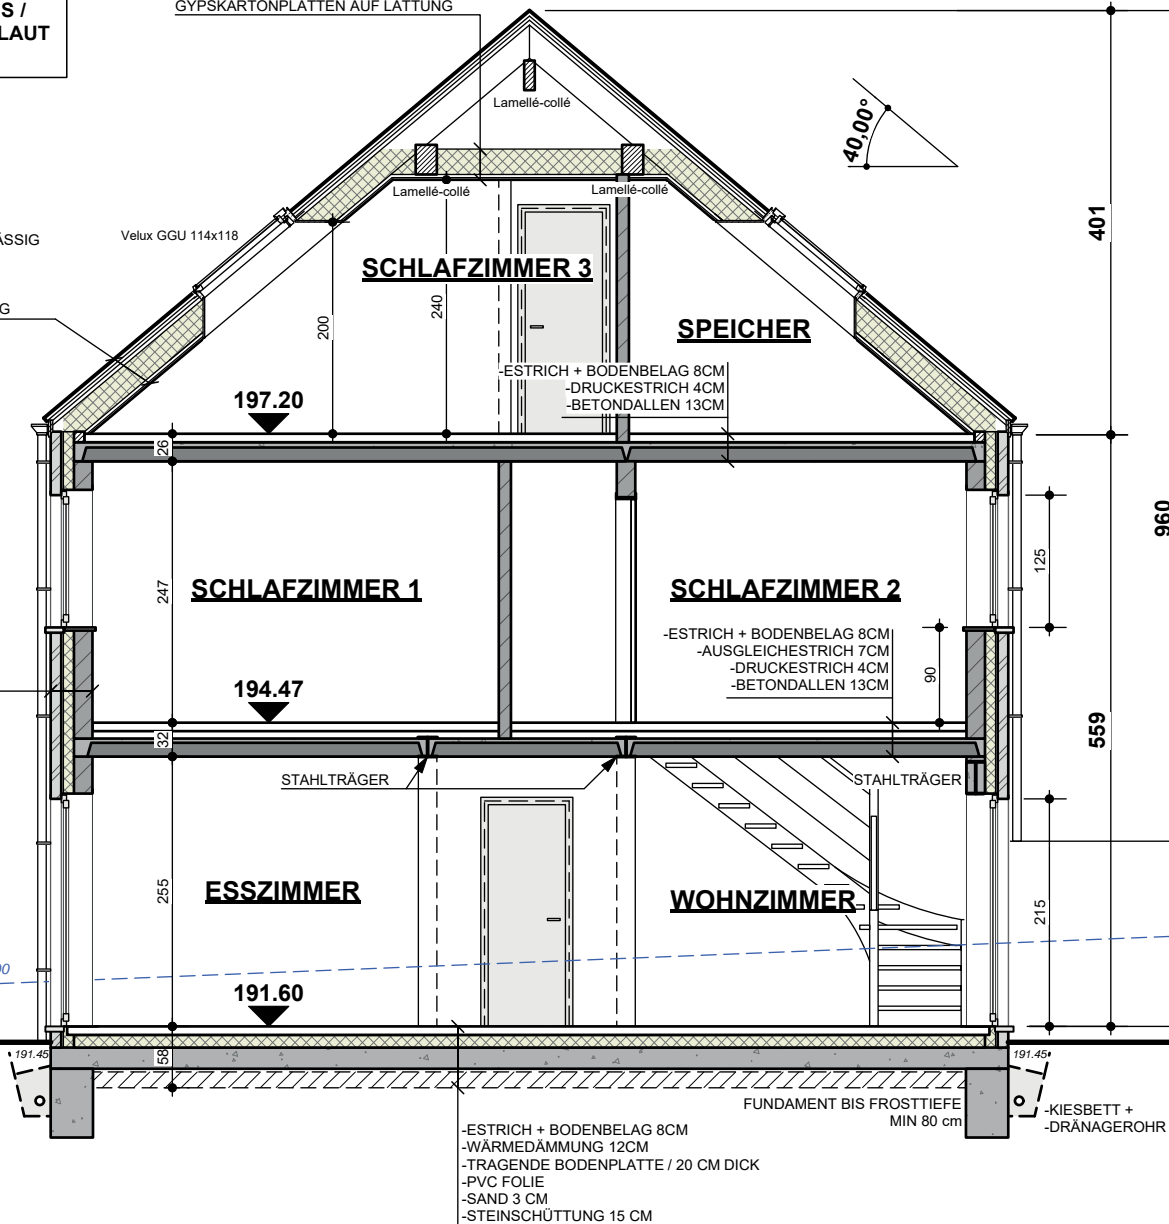 S /
LAUT
GYPSKARTONPLATTEN AUF LATTUNG
Lamellé-collé
40,00°
Lamellé-collé
Lamellé-collé
401
ÄSSIG
Velux GGU 114x118
SCHLAFZIMMER 3
G
200
240
SPEICHER
-ESTRICH + BODENBELAG 8CM
-DRUCKESTRICH 4CM
-BETONDALLEN 13CM
197.20
26
960
125
247
SCHLAFZIMMER 1
SCHLAFZIMMER 2
-ESTRICH + BODENBELAG 8CM
-AUSGLEICHESTRICH 7CM
-DRUCKESTRICH 4CM
-BETONDALLEN 13CM
90
194.47
559
32
STAHLTRÄGER
STAHLTRÄGER
255
ESSZIMMER
WOHNZIMMER
215
191.60
58
191.45
191.45
FUNDAMENT BIS FROSTTIEFE
MIN 80 cm
-KIESBETT +
-DRÄNAGEROHR
-ESTRICH + BODENBELAG 8CM
-WÄRMEDÄMMUNG 12CM
-TRAGENDE BODENPLATTE / 20 CM DICK
-PVC FOLIE
-SAND 3 CM
-STEINSCHÜTTUNG 15 CM